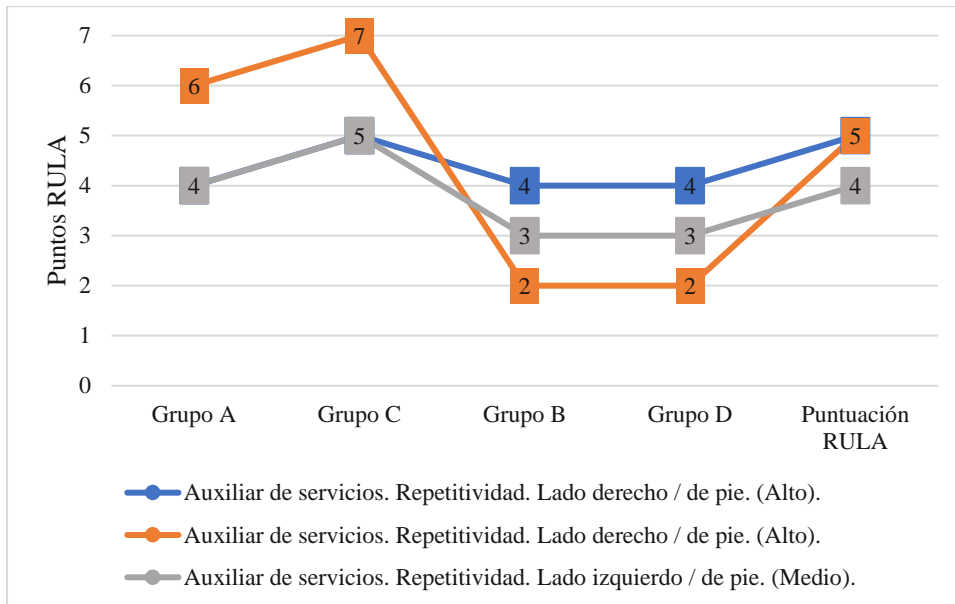 7
6
5
4
3
2
1
0
Puntos RULA
6
7
4
5
4
4
5
3
3
4
2
2
5
Grupo A
Grupo C
Grupo B
Grupo D
Puntuación
RULA
Auxiliar de servicios. Repetitividad. Lado derecho / de pie. (Alto).
Auxiliar de servicios. Repetitividad. Lado derecho / de pie. (Alto).
Auxiliar de servicios. Repetitividad. Lado izquierdo / de pie. (Medio).